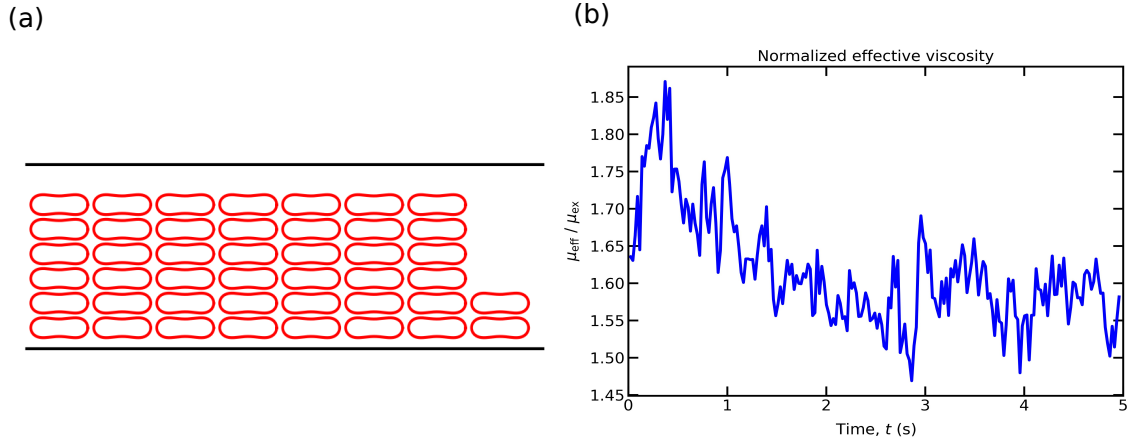 (a)
(b)
Normalized effective viscosity
μeff / μex
1.85
1.80
1.75
1.70
1.65
1.60
1.55
1.50
1.45
0 1 2 3 4 5
Time, t (s)